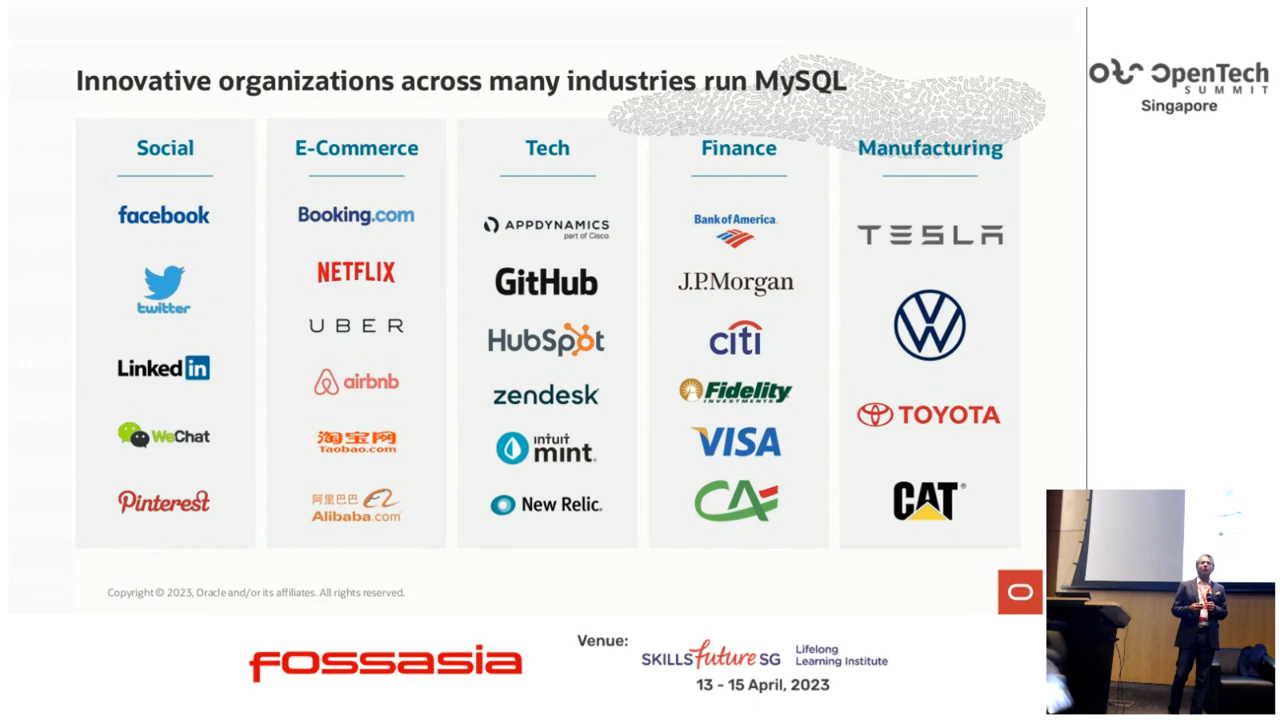 Innovative organizations across many industries run MySQL
OpenTech
SUMMIT
Singapore
Social
facebook
twitter
Linked in
WeChat
Pinterest
E-Commerce
Booking.com
NETFLIX
UBER
airbnb
淘宝网
Taobao.com
阿里巴巴
Alibaba.com
Tech
APPDYNAMICS
part of Cisco
GitHub
HubSpot
zendesk
intuit
mint.
New Relic.
Finance
Bank of America
J.P.Morgan
citi
Fidelity
INVESTMENTS
VISA
CA
Manufacturing
TESLA
VW
TOYOTA
CAT
Copyright © 2023, Oracle and/or its affiliates. All rights reserved.
fossasia
Venue:
SKILLS future SG
Lifelong
Learning Institute
13 - 15 April, 2023